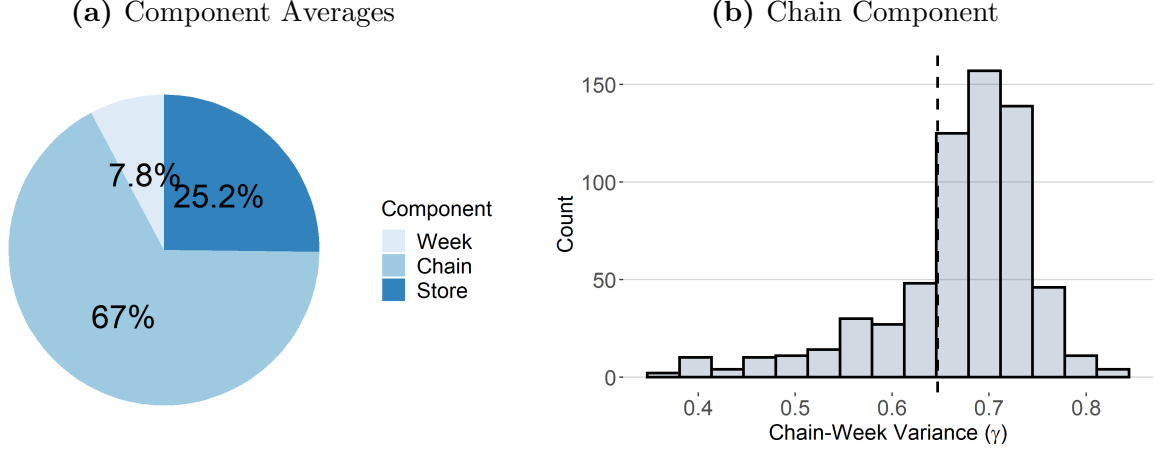 (a) Component Averages
7.8%
25.2%
67%
Component
Week
Chain
Store
(b) Chain Component
Count
150
100
50
0
0.4 0.5 0.6 0.7 0.8
Chain-Week Variance (γ)